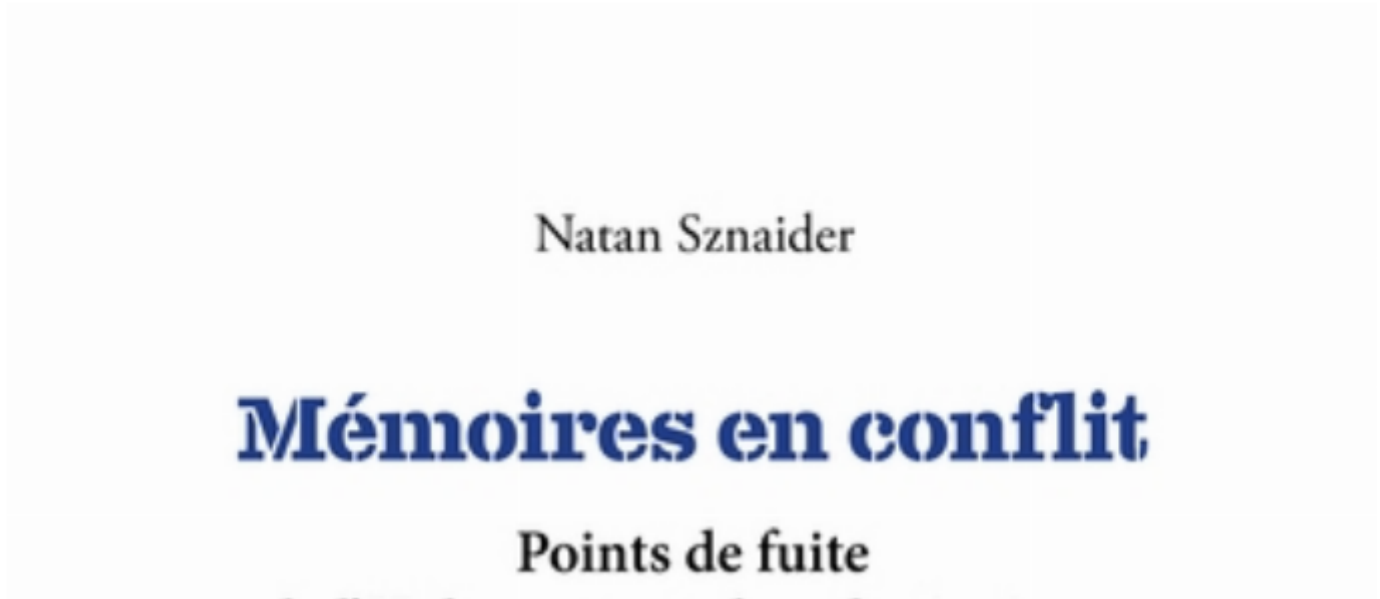 Natan Sznaider
Mémoires en conflit
Points de fuite